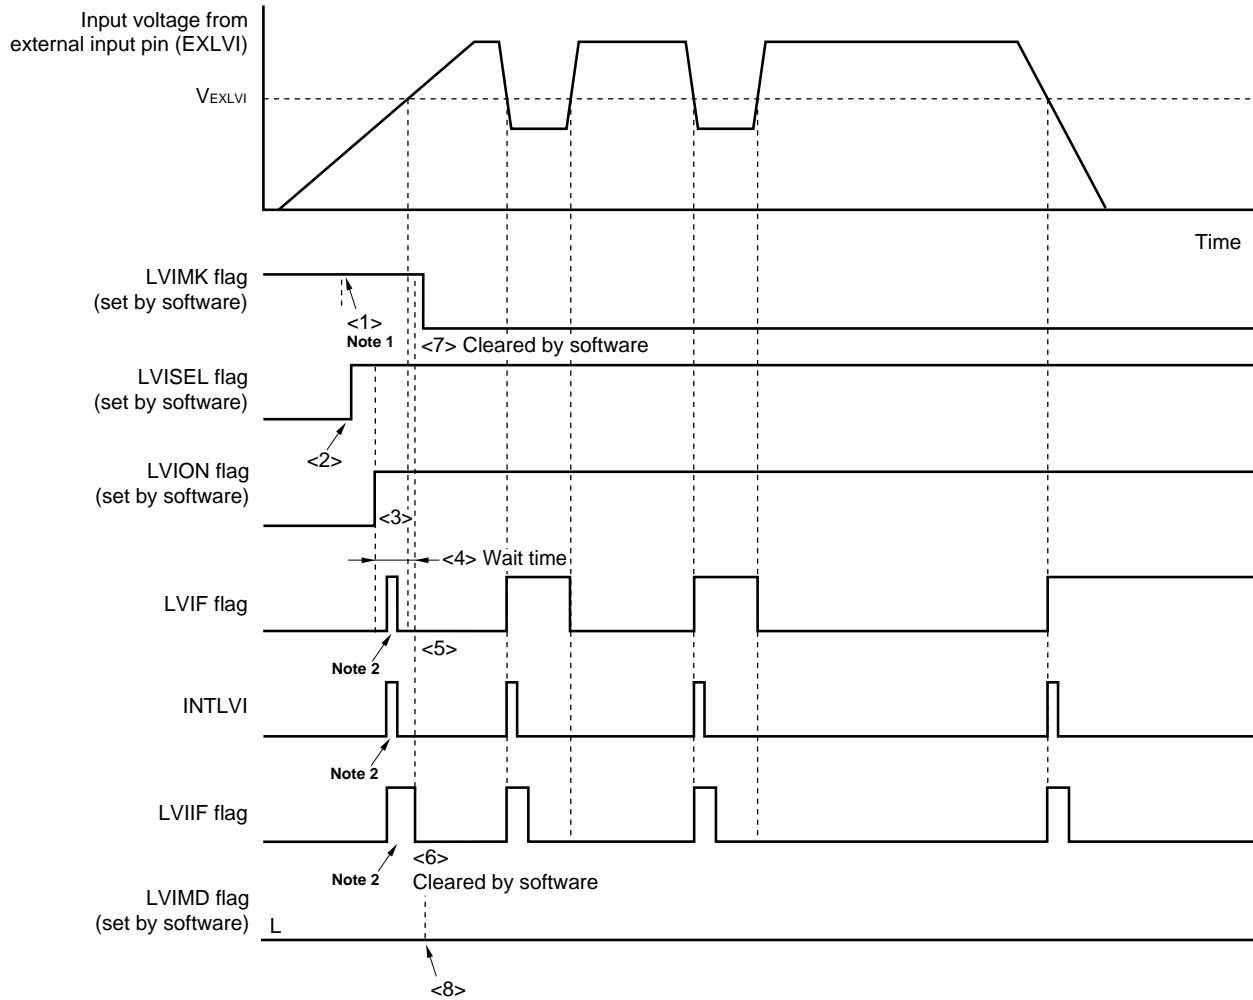 Input voltage from
external input pin (EXLVI)
VEXLVI
Time
LVIMK flag
(set by software)
<1>
Note 1
<7> Cleared by software
LVISEL flag
(set by software)
<2>
LVION flag
(set by software)
<3>
<4> Wait time
LVIF flag
Note 2
<5>
INTLVI
Note 2
LVIIF flag
Note 2
<6>
Cleared by software
LVIMD flag
(set by software)
L
<8>